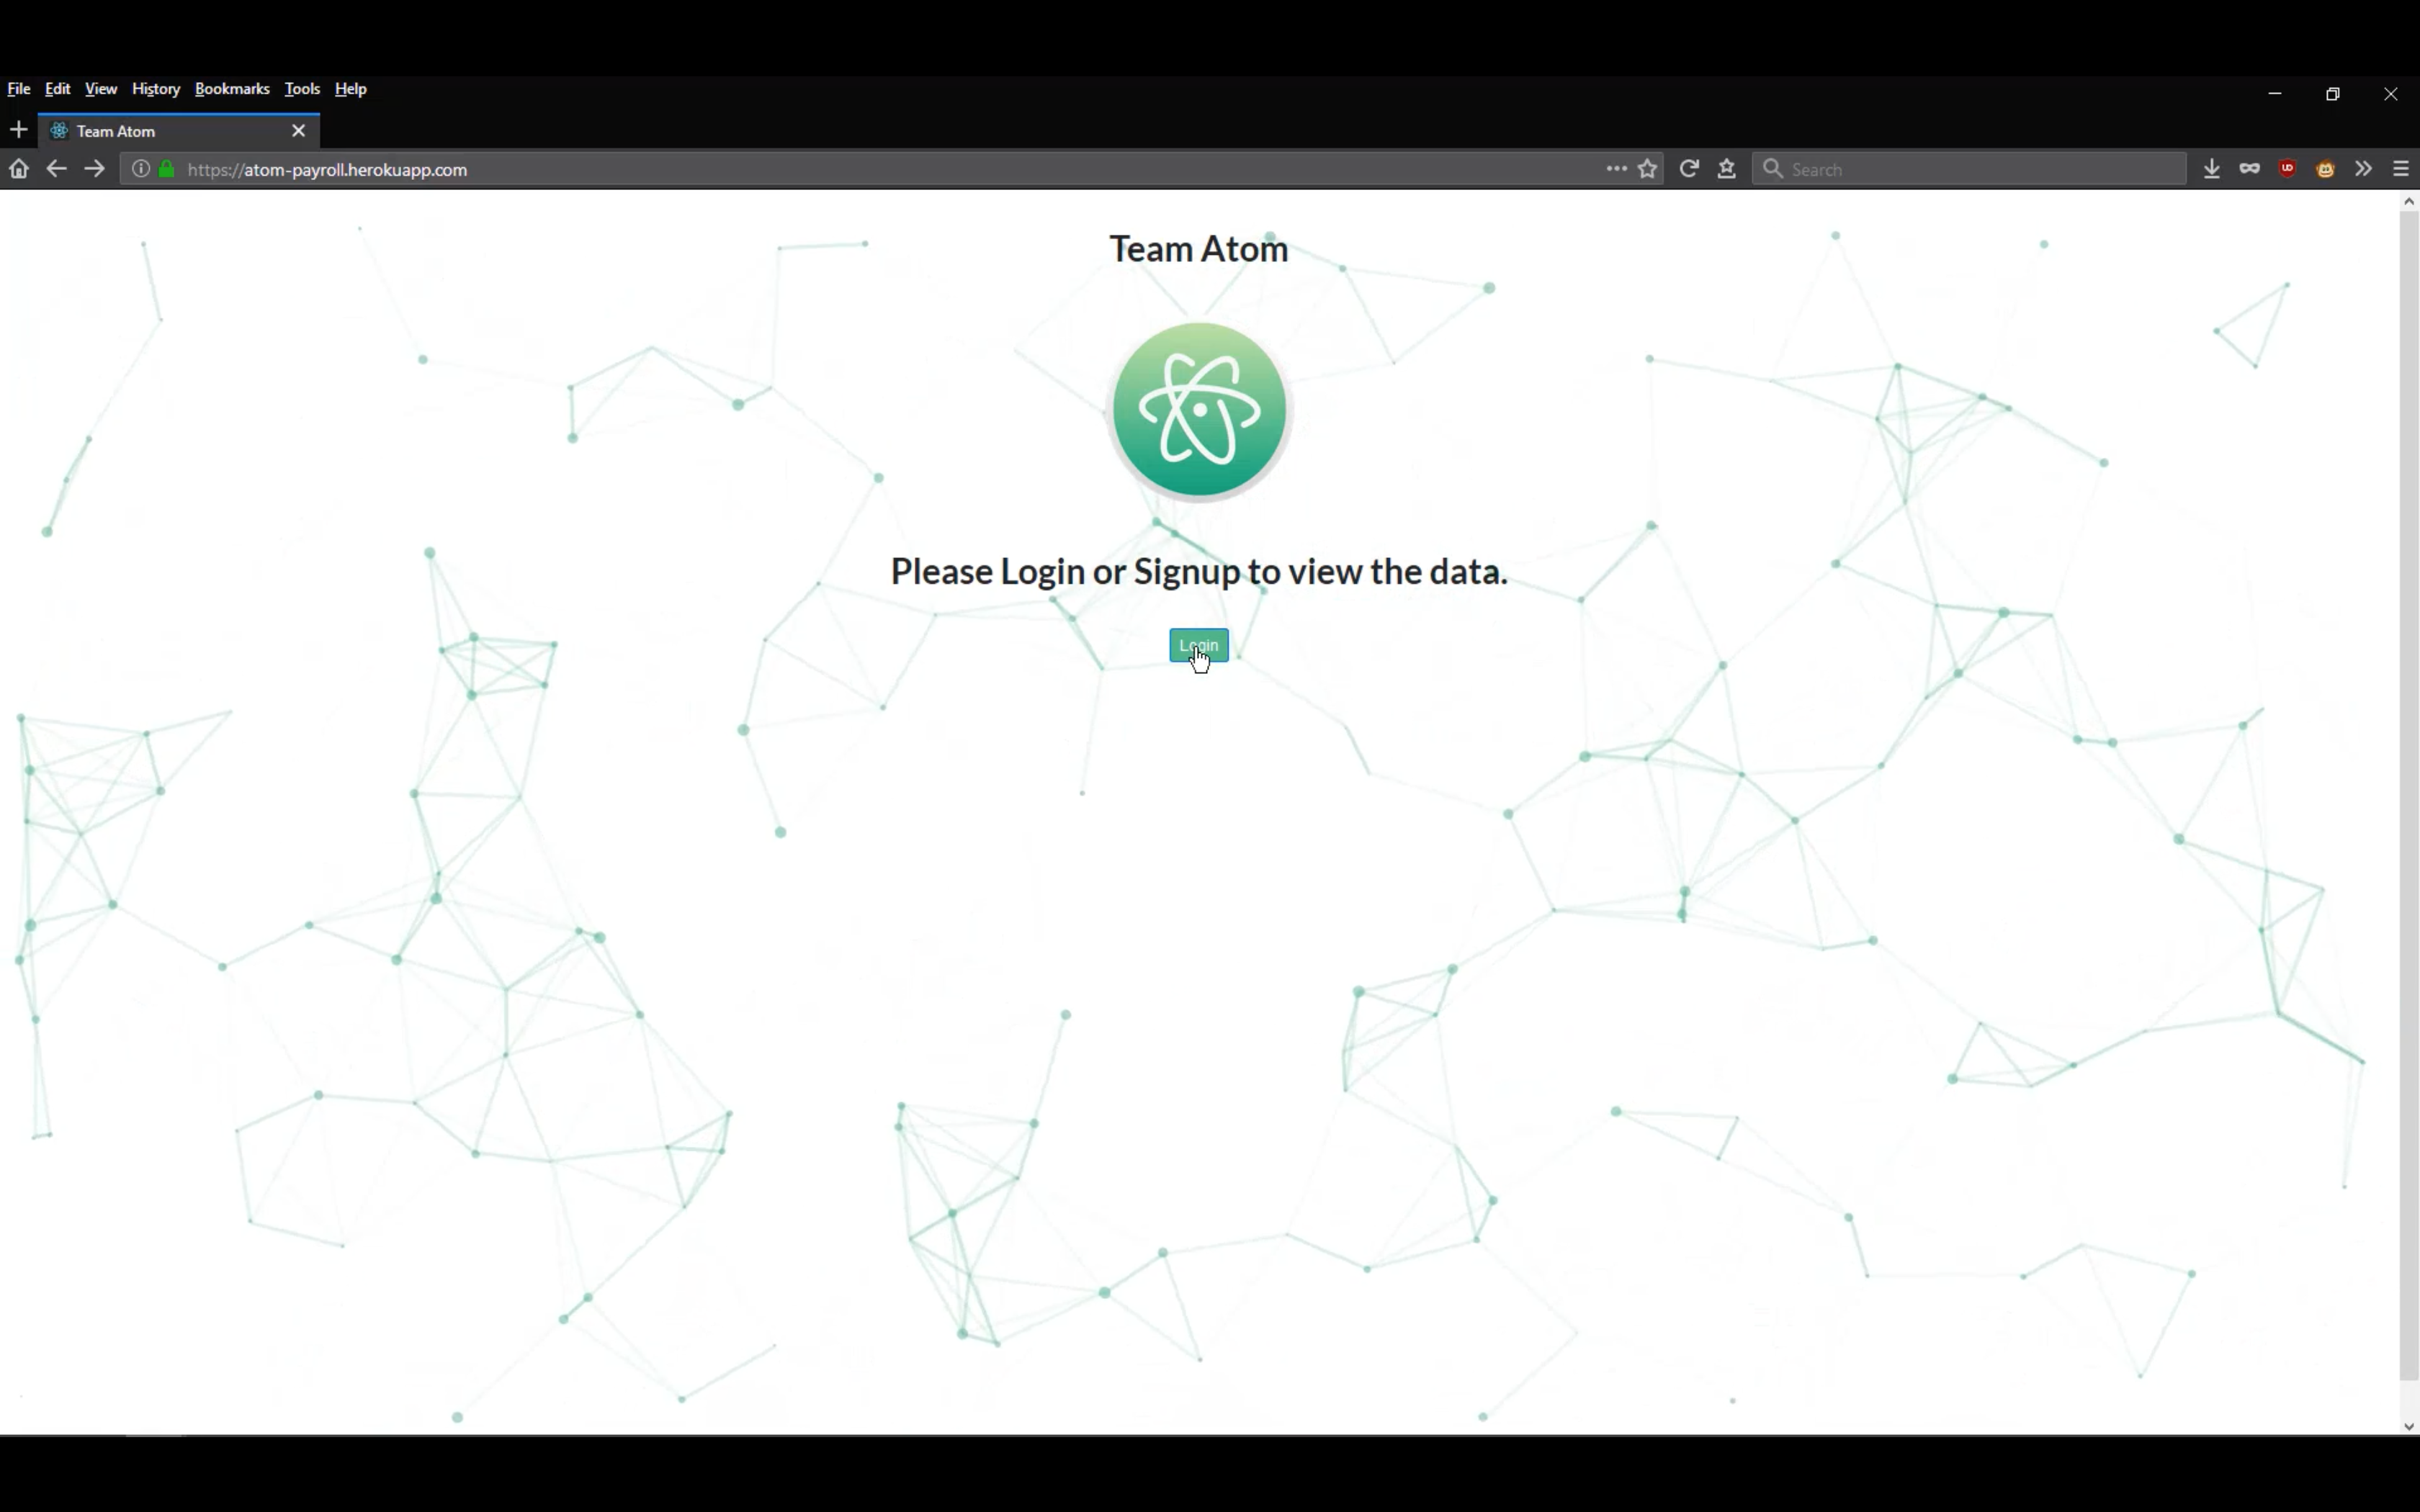 File Edit View History Bookmarks Tools Help
Team Atom
https://atom-payroll.herokuapp.com
Search
Team Atom
Please Login or Signup to view the data.
Login